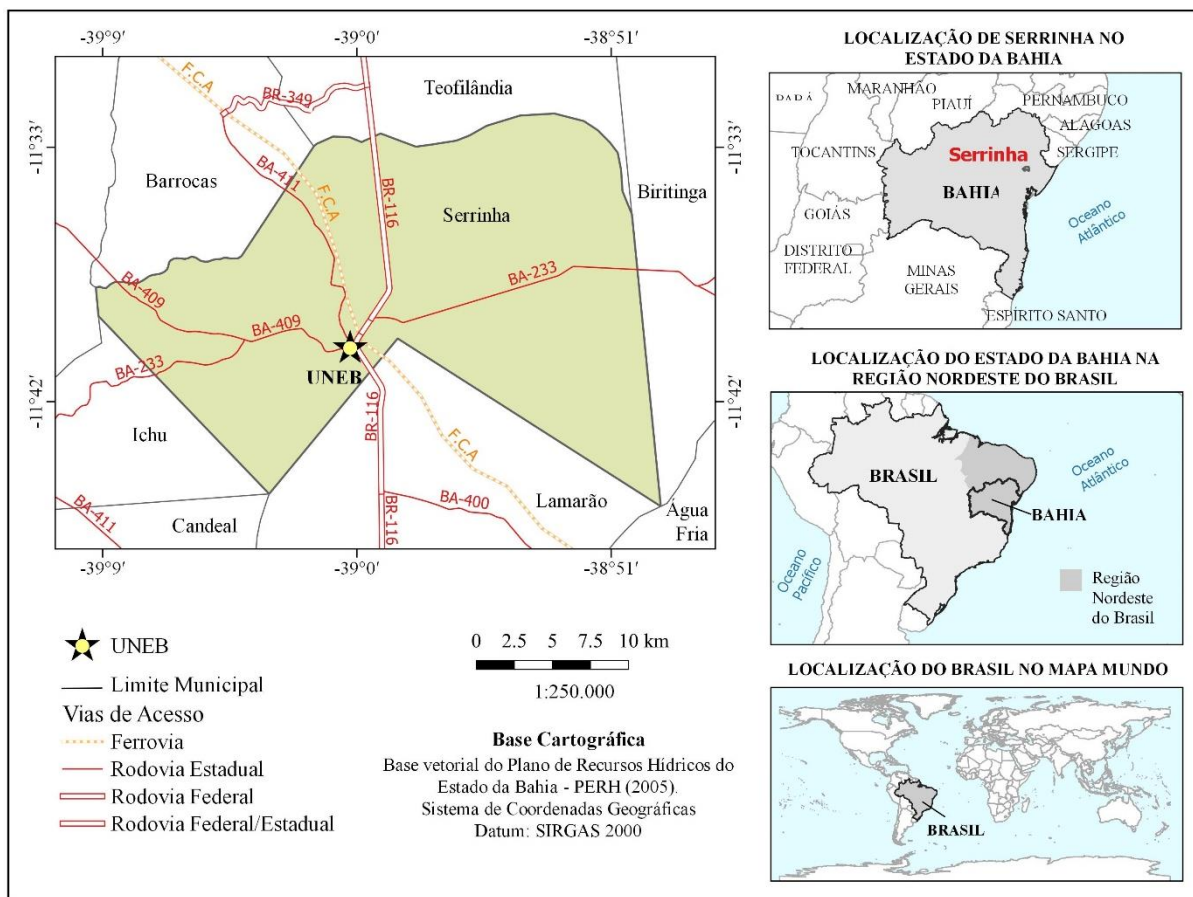 -39°9'
-39°0'
-38°51'
-11°33'
-11°42'
F.C.A
BR-349
Teofilândia
BA-411
Barrocas
F.C.A
BR-116
Serrinha
Biritinga
BA-409
BA-233
BA-409
BA-233
UNEB
BR-116
F.C.A
Ichu
BA-411
Candeal
BR-116
BA-400
Lamarão
Água
Fria
-11°33'
-11°42'
-39°9'
-39°0'
-38°51'
UNEB
Limite Municipal
Vias de Acesso
Ferrovia
Rodovia Estadual
Rodovia Federal
Rodovia Federal/Estadual
0 2.5 5 7.5 10 km
1:250.000
Base Cartográfica
Base vetorial do Plano de Recursos Hídricos do
Estado da Bahia - PERH (2005).
Sistema de Coordenadas Geográficas
Datum: SIRGAS 2000
LOCALIZAÇÃO DE SERRINHA NO
ESTADO DA BAHIA
MARANHÃO
PIAUÍ
PERNAMBUCO
ALAGOAS
SERGIPE
TOCANTINS
Serrinha
BAHIA
GOIÁS
DISTRITO
FEDERAL
MINAS
GERAIS
ESPÍRITO SANTO
Oceano
Atlântico
LOCALIZAÇÃO DO ESTADO DA BAHIA NA
REGIÃO NORDESTE DO BRASIL
BRASIL
Oceano
Atlântico
BAHIA
Oceano
Pacífico
Região
Nordeste
do Brasil
LOCALIZAÇÃO DO BRASIL NO MAPA MUNDO
BRASIL